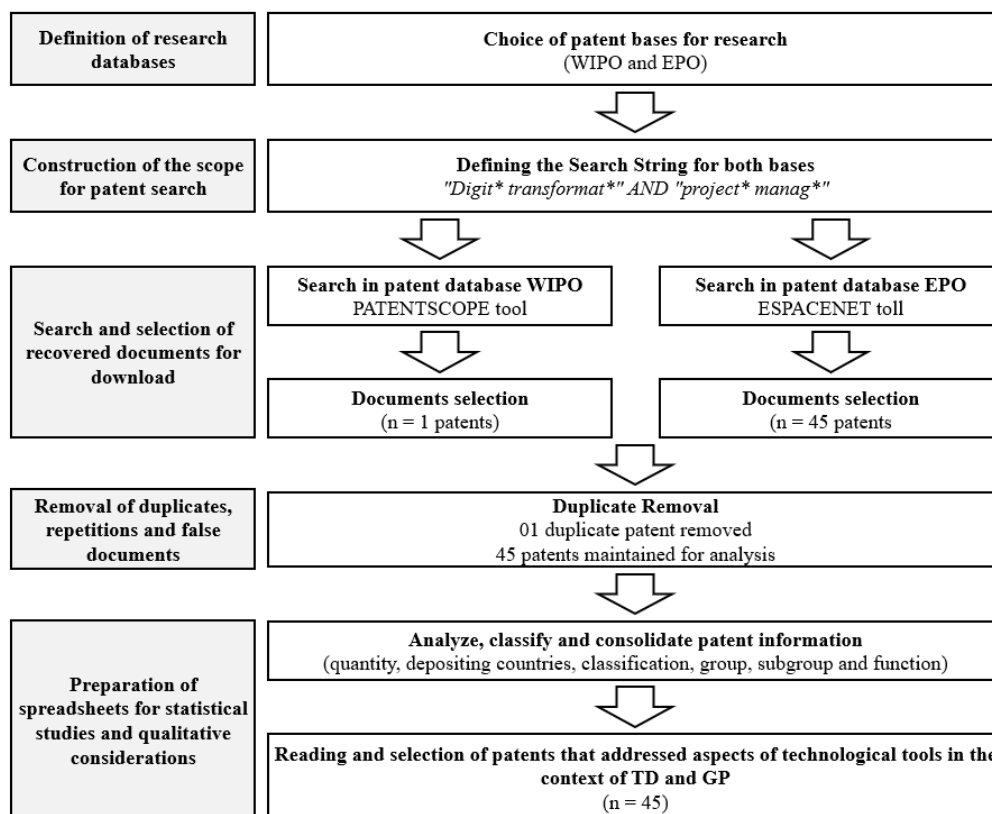 Definition of research
databases
Choice of patent bases for research
(WIPO and EPO)
Construction of the scope
for patent search
Defining the Search String for both bases
"Digit* transformat*" AND "project* manag*"
Search and selection of
recovered documents for
download
Search in patent database WIPO
PATENTSCOPE tool
Search in patent database EPO
ESPACENET toll
Documents selection
(n = 1 patents)
Documents selection
(n = 45 patents
Removal of duplicates,
repetitions and false
documents
Duplicate Removal
01 duplicate patent removed
45 patents maintained for analysis
Preparation of
spreadsheets for statistical
studies and qualitative
considerations
Analyze, classify and consolidate patent information
(quantity, depositing countries, classification, group, subgroup and function)
Reading and selection of patents that addressed aspects of technological tools in the
context of TD and GP
(n = 45)